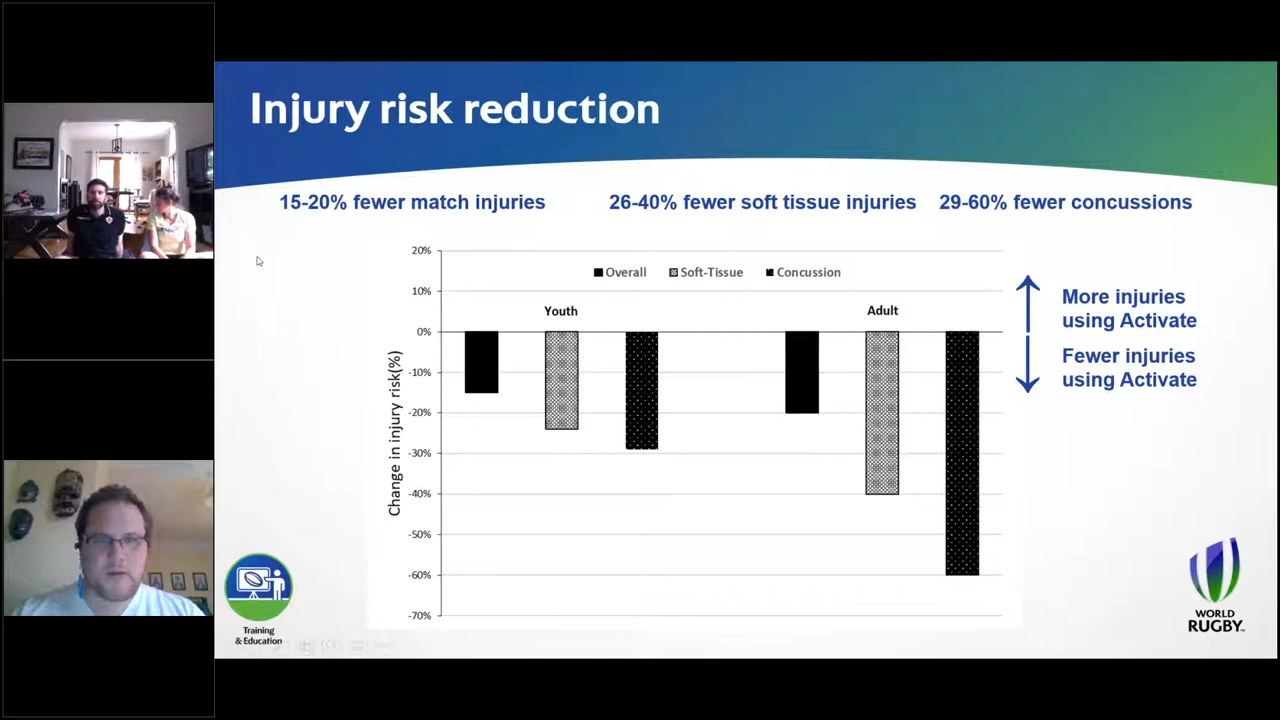 Injury risk reduction
15-20% fewer match injuries
26-40% fewer soft tissue injuries
29-60% fewer concussions
20%
10%
0%
-10%
-20%
-30%
-40%
-50%
-60%
-70%
Change in injury risk(%)
Overall
Soft-Tissue
Concussion
Youth
Adult
More injuries
using Activate
Fewer injuries
using Activate
Training
& Education
WORLD
RUGBY™